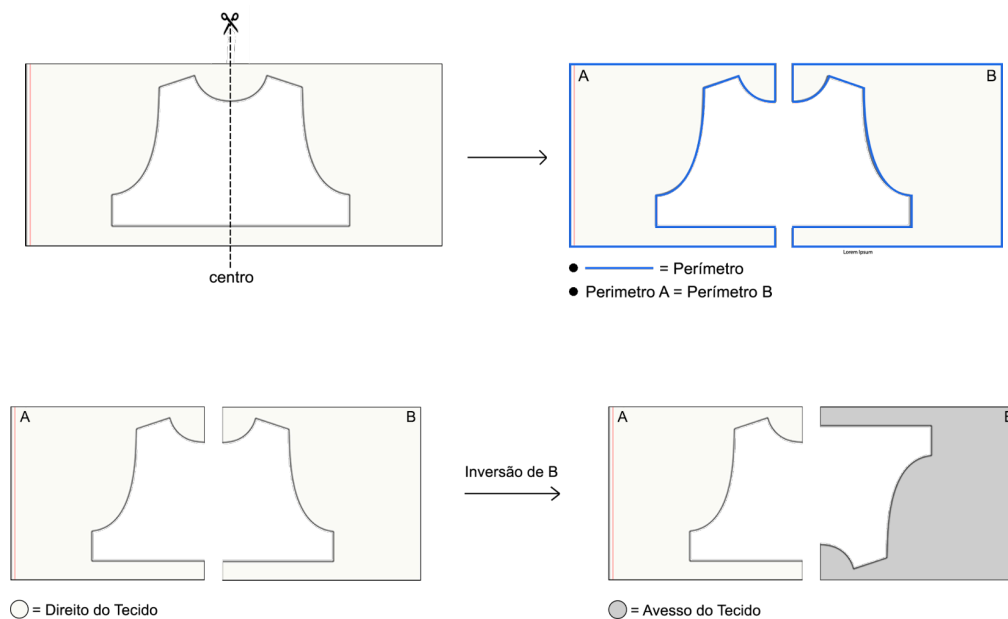 centro
A
B
Lorem Ipsum
= Perímetro
Perimetro A = Perímetro B
A
B
Inversão de B
A
B
= Direito do Tecido
= Avesso do Tecido